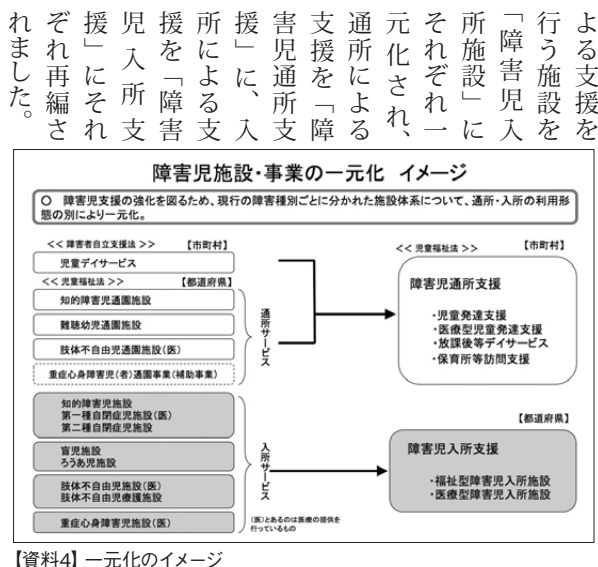 よる支援を
行う施設を
「障害児入
所施設」に
それぞれ一
元化され、
通所による
支援を「障
害児通所支
援」に、入
所による支
援を「障害
児入所支
援」にそれ
ぞれ再編さ
れました。
障害児施設・事業の一元化 イメージ
○ 障害児支援の強化を図るため、現行の障害種別ごとに分かれた施設体系について、通所・入所の利用形
態の別により一元化。
<< 障害者自立支援法 >> 【市町村】
児童デイサービス
<< 児童福祉法 >> 【都道府県】
知的障害児通園施設
難聴幼児通園施設
肢体不自由児通園施設(医)
重症心身障害児(者)通園事業(補助事業)
通所サービス
知的障害児施設
第一種自閉症児施設(医)
第二種自閉症児施設
盲児施設
ろうあ児施設
肢体不自由児施設(医)
肢体不自由児療護施設
重症心身障害児施設(医)
入所サービス
(医)とあるのは医療の提供を
行っているもの
<< 児童福祉法 >> 【市町村】
障害児通所支援
・児童発達支援
・医療型児童発達支援
・放課後等デイサービス
・保育所等訪問支援
【都道府県】
障害児入所支援
・福祉型障害児入所施設
・医療型障害児入所施設
【資料4】 一元化のイメージ